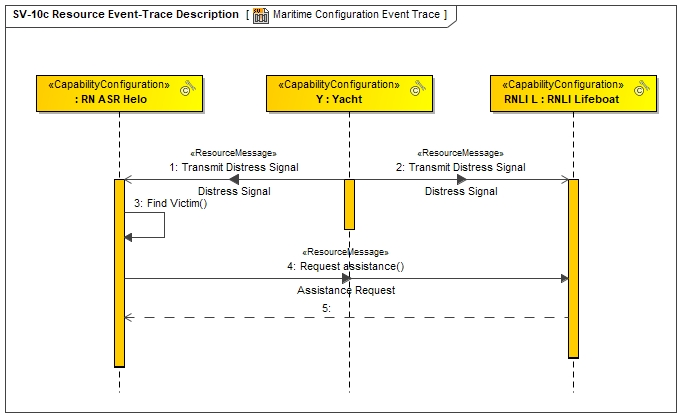 SV-10c Resource Event-Trace Description [ Maritime Configuration Event Trace ]
«CapabilityConfiguration»
: RN ASR Helo
«CapabilityConfiguration»
Y : Yacht
«CapabilityConfiguration»
RNLI L : RNLI Lifeboat
«ResourceMessage»
1: Transmit Distress Signal
Distress Signal
«ResourceMessage»
2: Transmit Distress Signal
Distress Signal
3: Find Victim()
«ResourceMessage»
4: Request assistance()
Assistance Request
5: